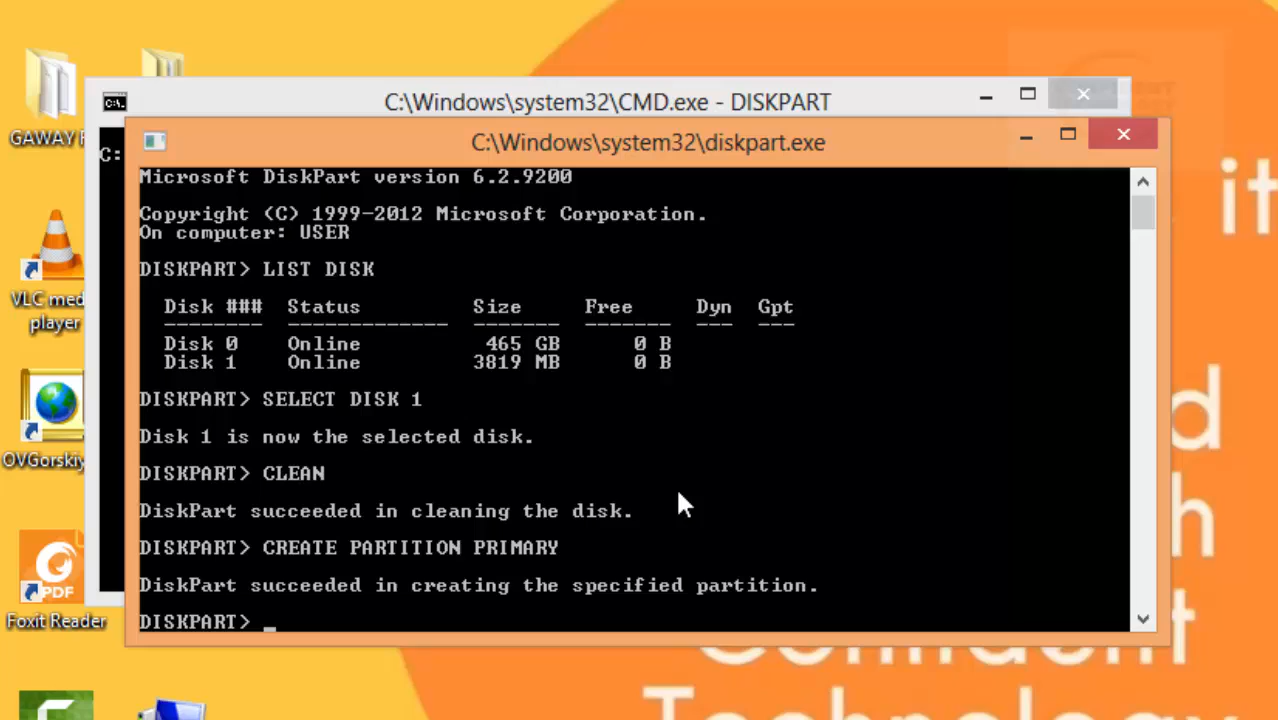 C:\Windows\system32\CMD.exe - DISKPART
C:\Windows\system32\diskpart.exe
C:
Microsoft DiskPart version 6.2.9200
Copyright (C) 1999-2012 Microsoft Corporation.
On computer: USER
DISKPART> LIST DISK
Disk ### Status Size Free Dyn Gpt
-------- ------------- ------- ------- --- ---
Disk 0 Online 465 GB 0 B
Disk 1 Online 3819 MB 0 B
DISKPART> SELECT DISK 1
Disk 1 is now the selected disk.
DISKPART> CLEAN
DiskPart succeeded in cleaning the disk.
DISKPART> CREATE PARTITION PRIMARY
DiskPart succeeded in creating the specified partition.
DISKPART> _
GAWAY
VLC med
player
OVGorskiy
PDF
Foxit Reader
it
d
h
t
Confident
Technology